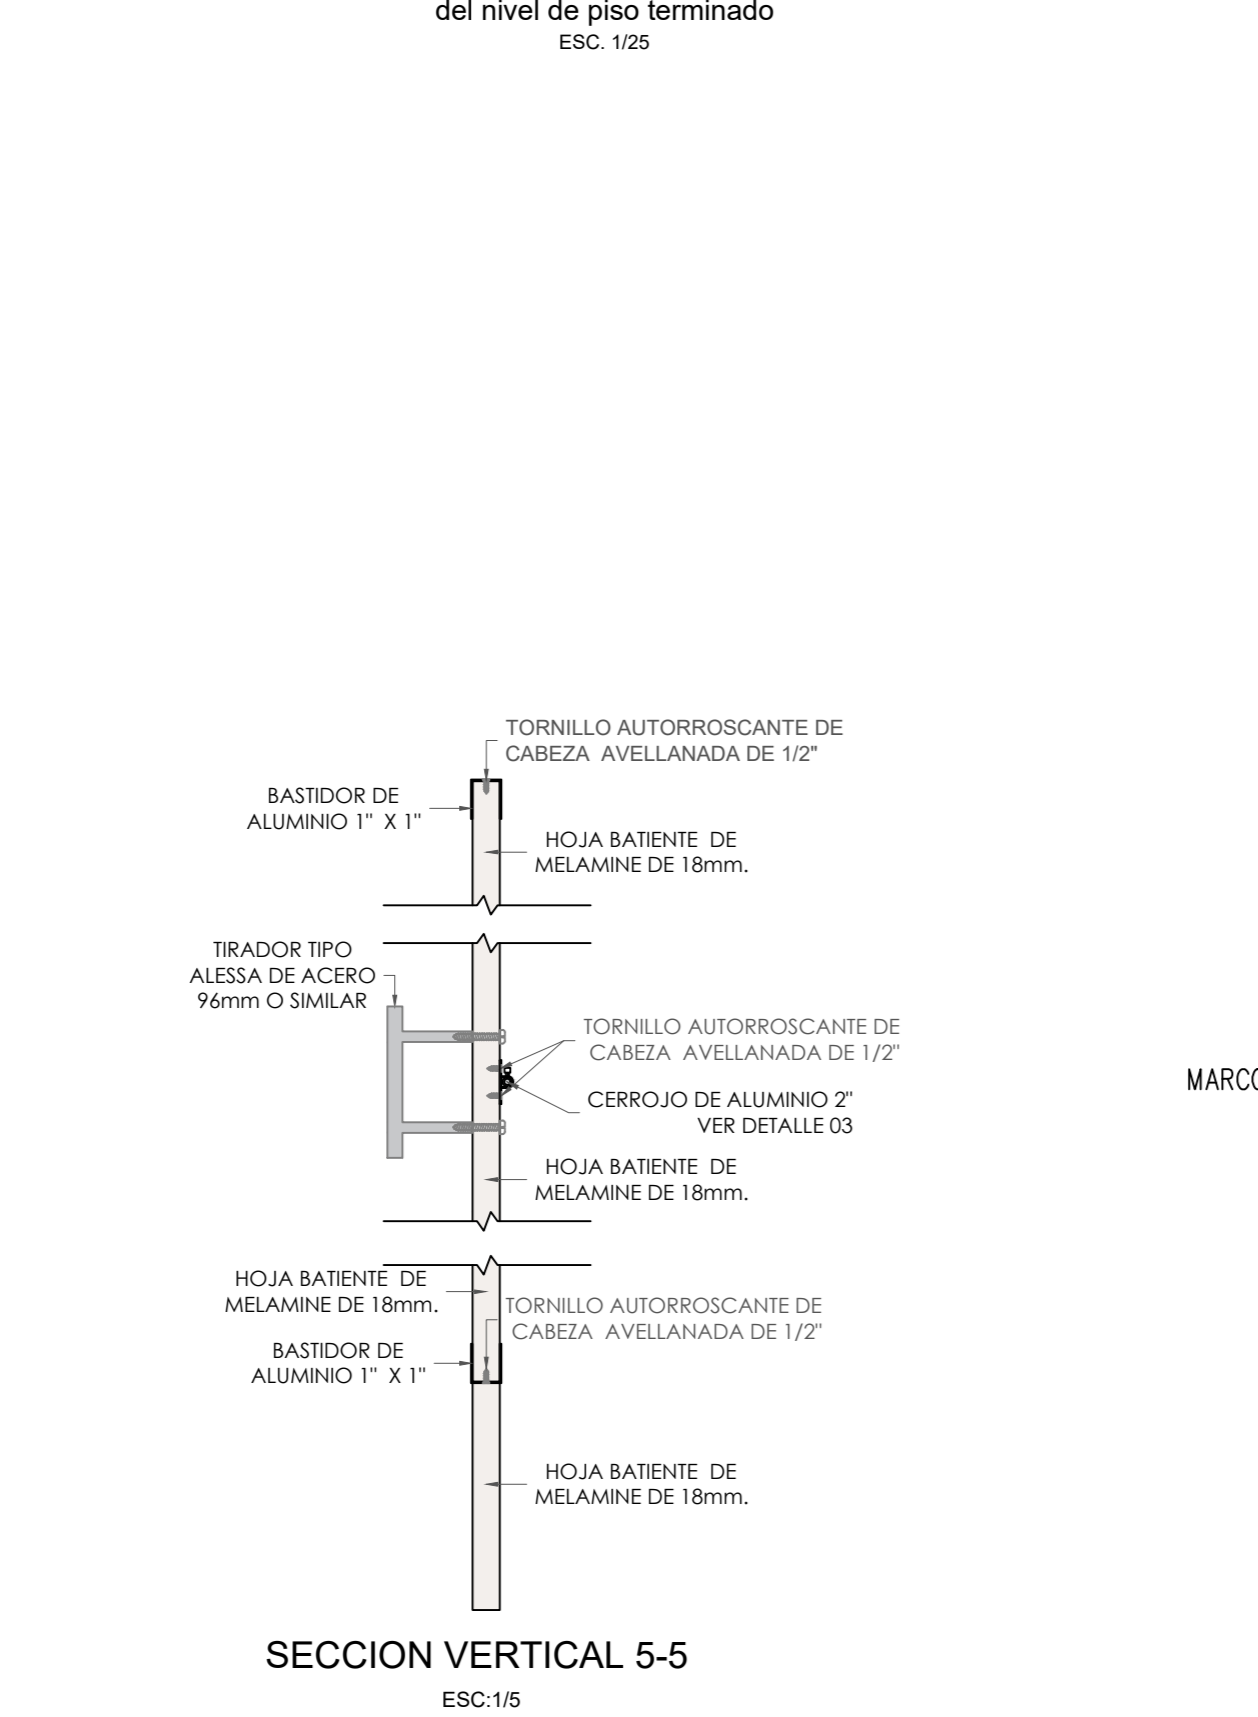 del nivel de piso terminado
ESC. 1/25
TORNILLO AUTORROSCANTE DE
CABEZA AVELLANADA DE 1/2"
BASTIDOR DE
ALUMINIO 1" X 1"
HOJA BATIENTE DE
MELAMINE DE 18mm.
TIRADOR TIPO
ALESSA DE ACERO
96mm O SIMILAR
TORNILLO AUTORROSCANTE DE
CABEZA AVELLANADA DE 1/2"
CERROJO DE ALUMINIO 2"
VER DETALLE 03
HOJA BATIENTE DE
MELAMINE DE 18mm.
HOJA BATIENTE DE
MELAMINE DE 18mm.
TORNILLO AUTORROSCANTE DE
CABEZA AVELLANADA DE 1/2"
BASTIDOR DE
ALUMINIO 1" X 1"
HOJA BATIENTE DE
MELAMINE DE 18mm.
SECCION VERTICAL 5-5
ESC:1/5